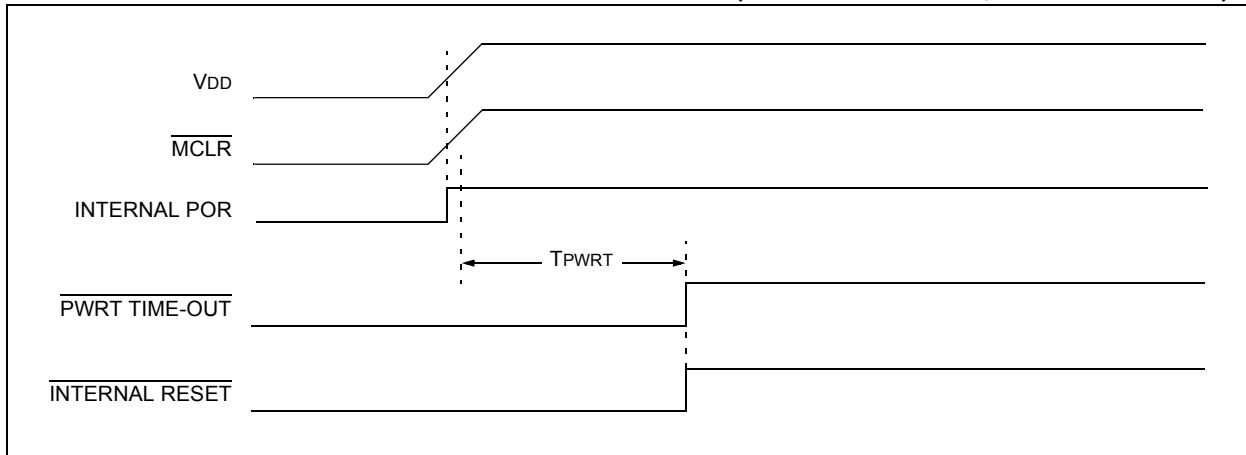 VDD
MCLR
INTERNAL POR
TPWRT
PWRT TIME-OUT
INTERNAL RESET